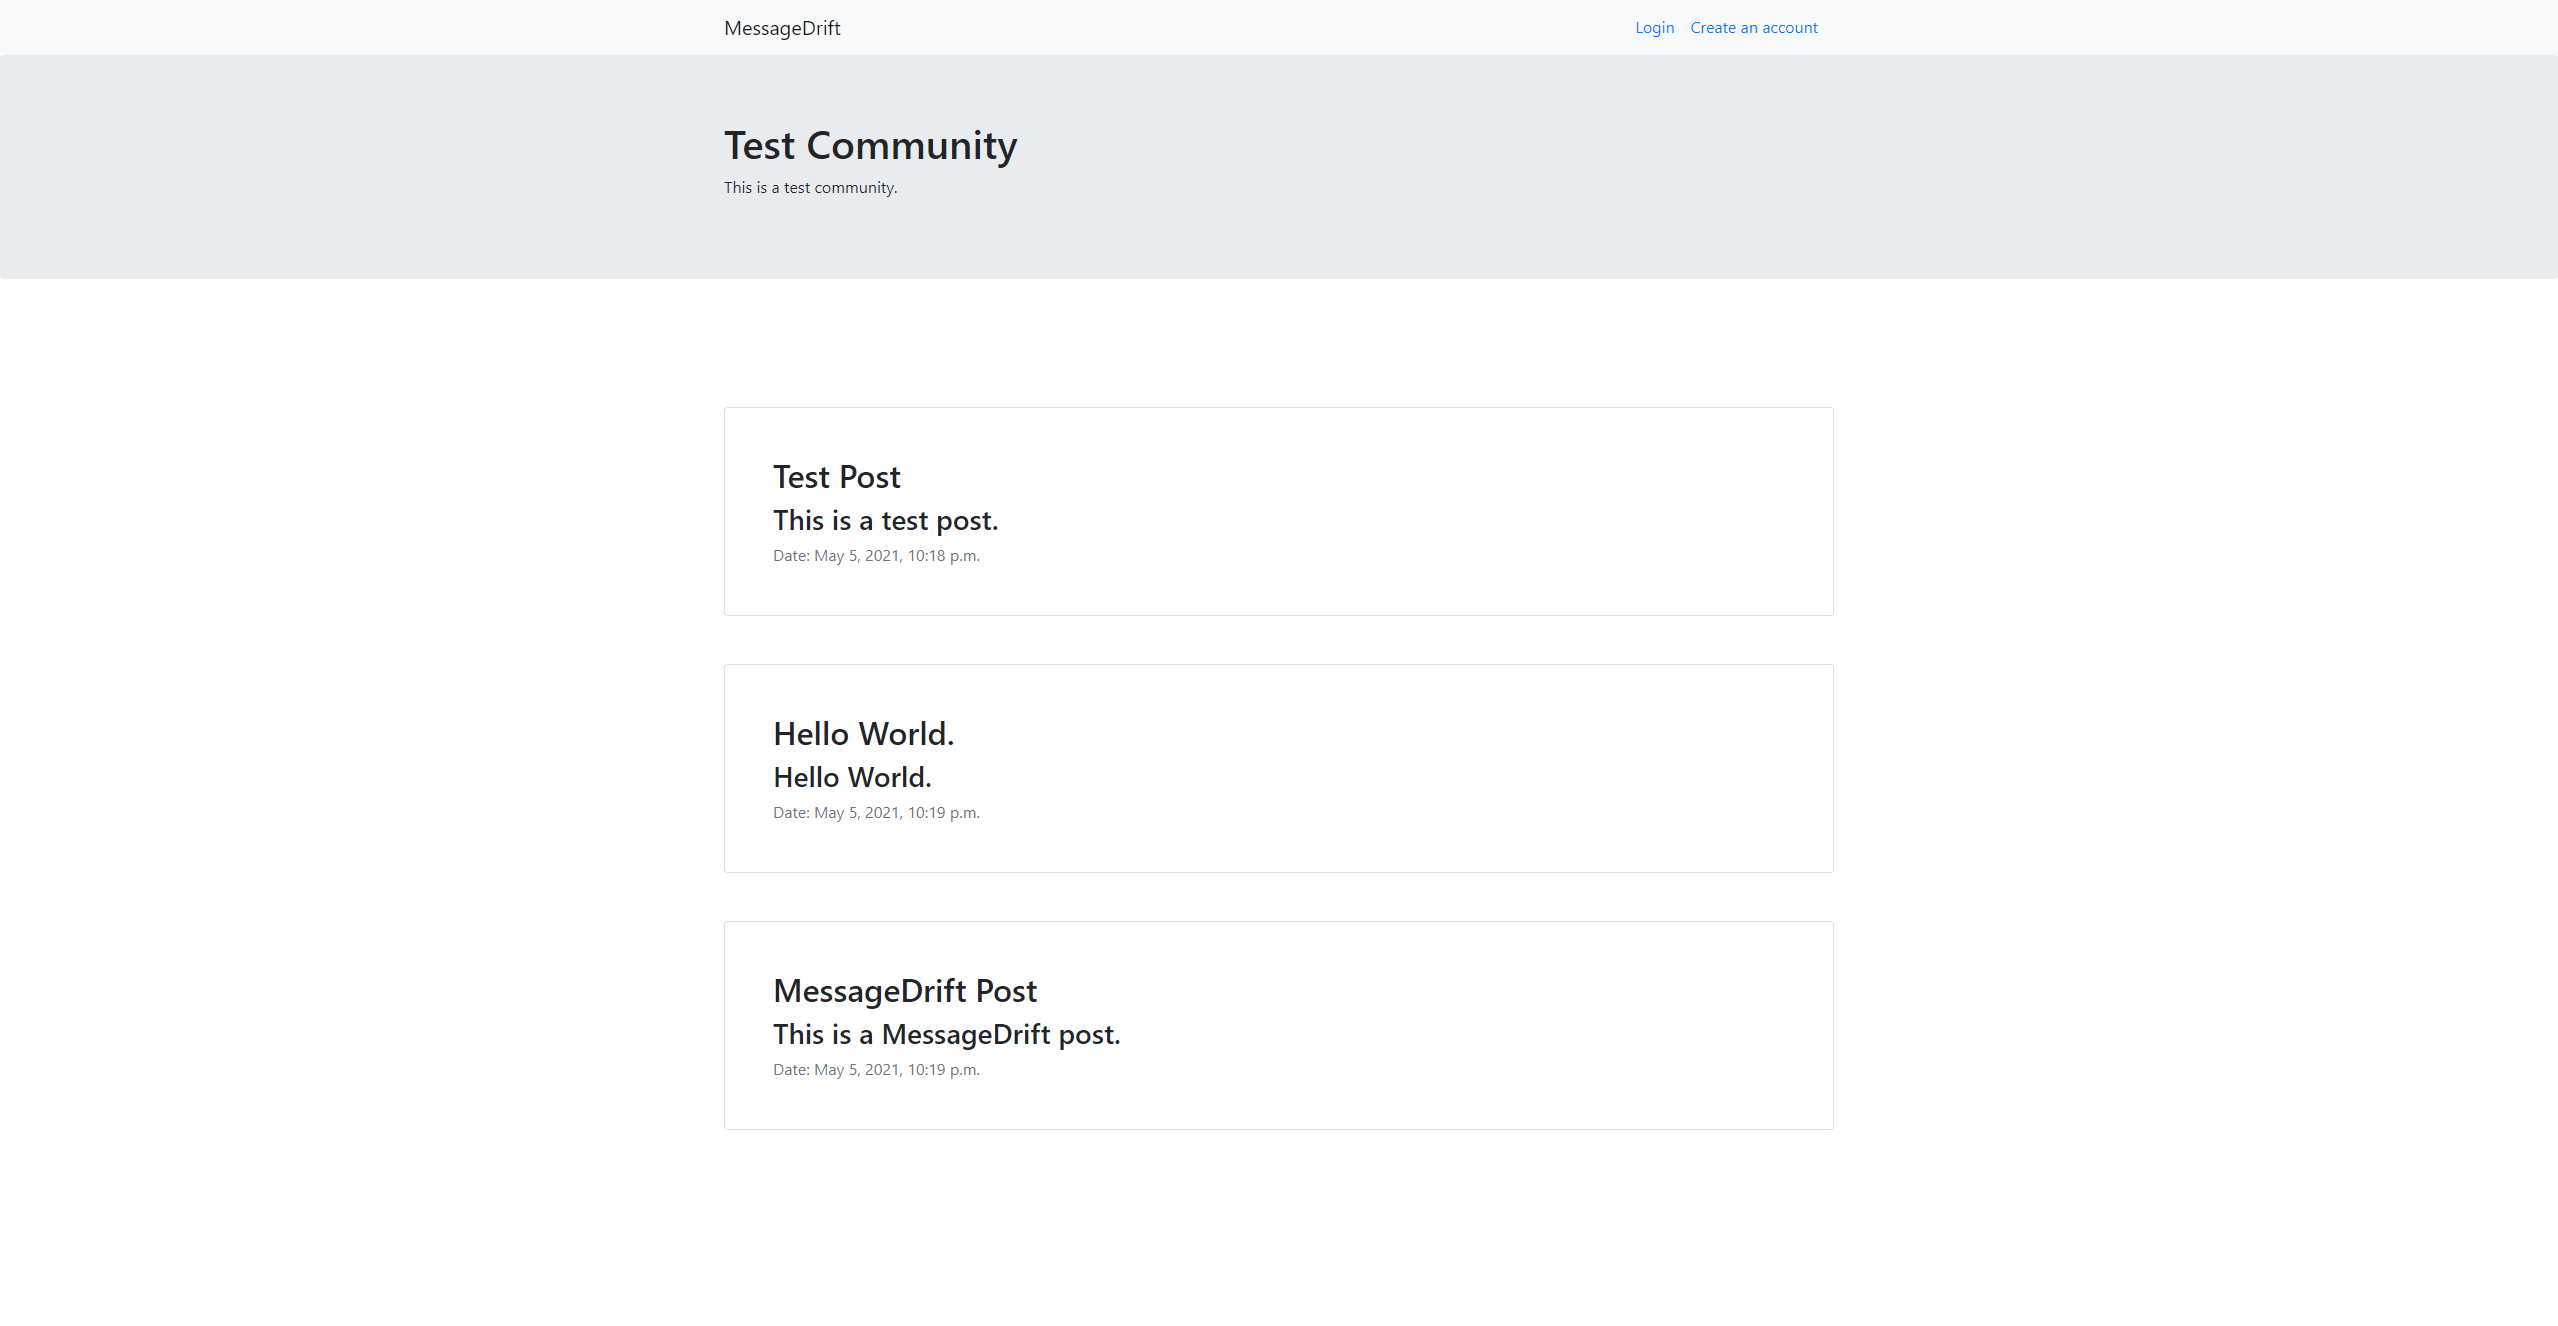 MessageDrift Login Create an account
Test Community
This is a test community.
Test Post
This is a test post.
Date: May 5, 2021, 10:18 p.m.
Hello World.
Hello World.
Date: May 5, 2021, 10:19 p.m.
MessageDrift Post
This is a MessageDrift post.
Date: May 5, 2021, 10:19 p.m.